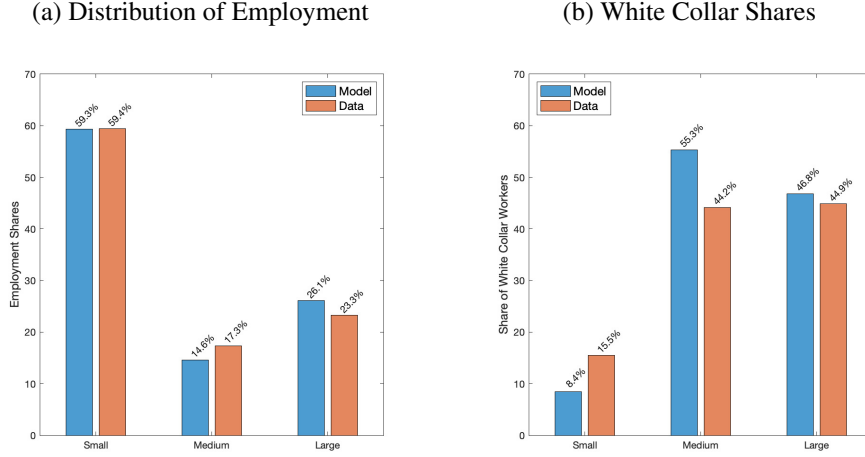 (a) Distribution of Employment
70
60
50
40
30
20
10
0
Employment Shares
Model
Data
59.3%
59.4%
14.6%
17.3%
26.1%
23.3%
Small
Medium
Large
(b) White Collar Shares
70
60
50
40
30
20
10
0
Share of White Collar Workers
Model
Data
8.4%
15.5%
55.3%
44.2%
46.8%
44.9%
Small
Medium
Large